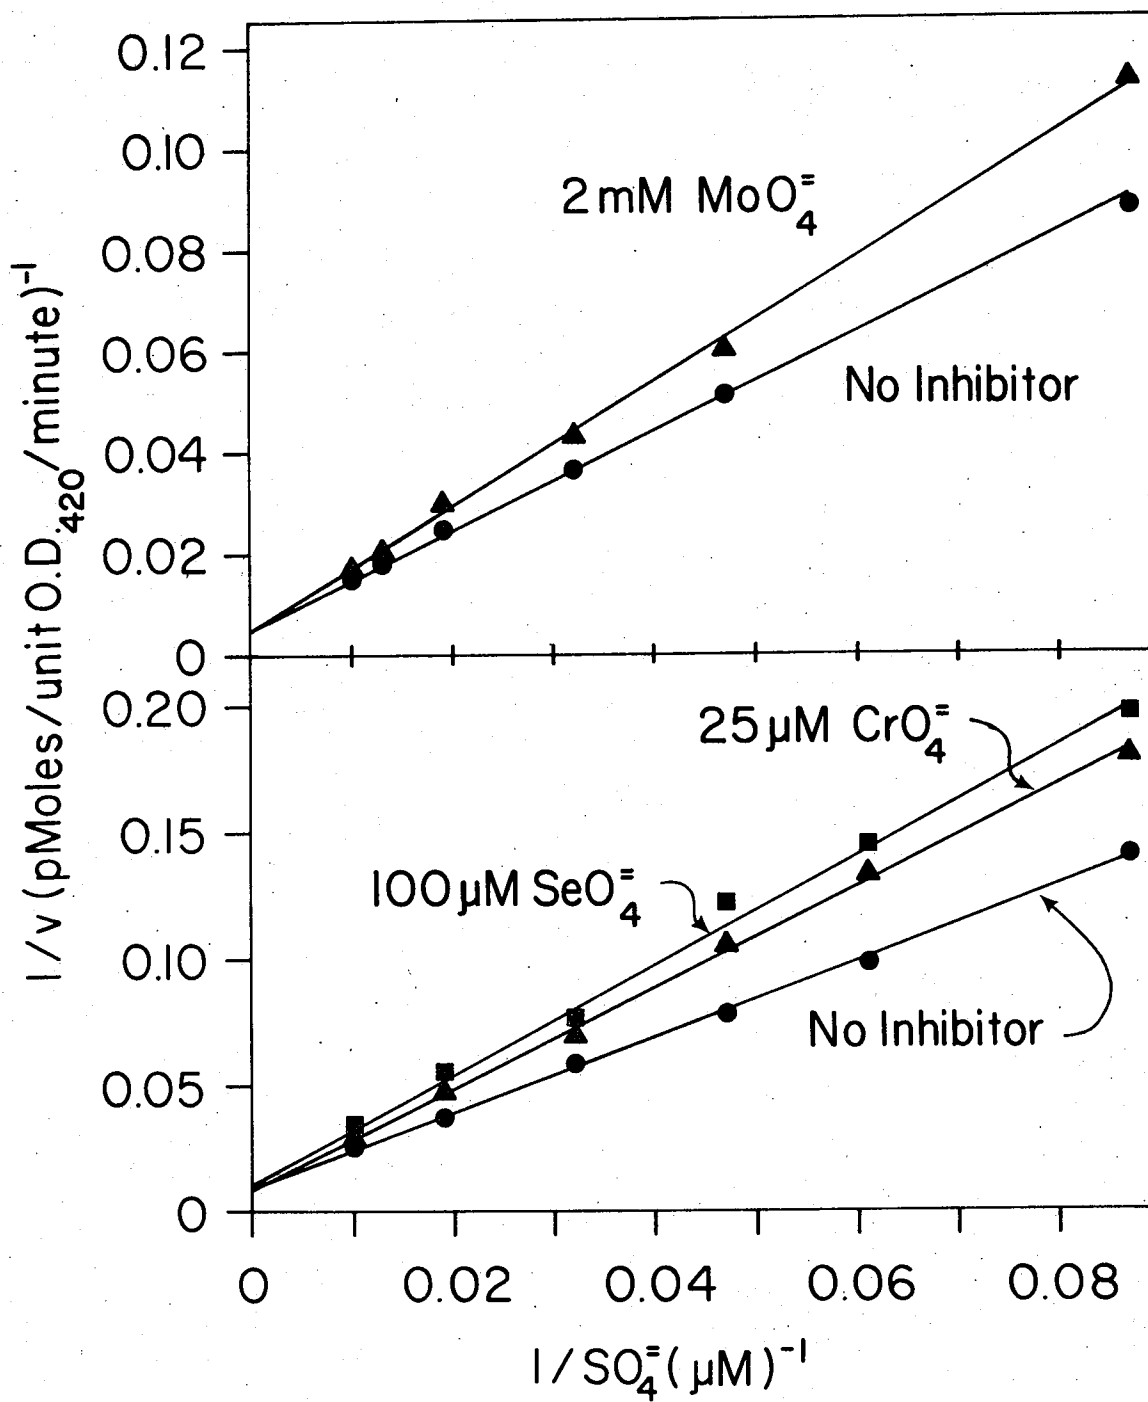 0.12
0.10
0.08
0.06
0.04
0.02
0
2 mM MoO₄⁼
No Inhibitor
1/v (pMoles/unit O.D.₄₂₀/minute)⁻¹
0.20
0.15
0.10
0.05
0
25 µM CrO₄⁼
100 µM SeO₄⁼
No Inhibitor
0 0.02 0.04 0.06 0.08
1/SO₄⁼ (µM)⁻¹